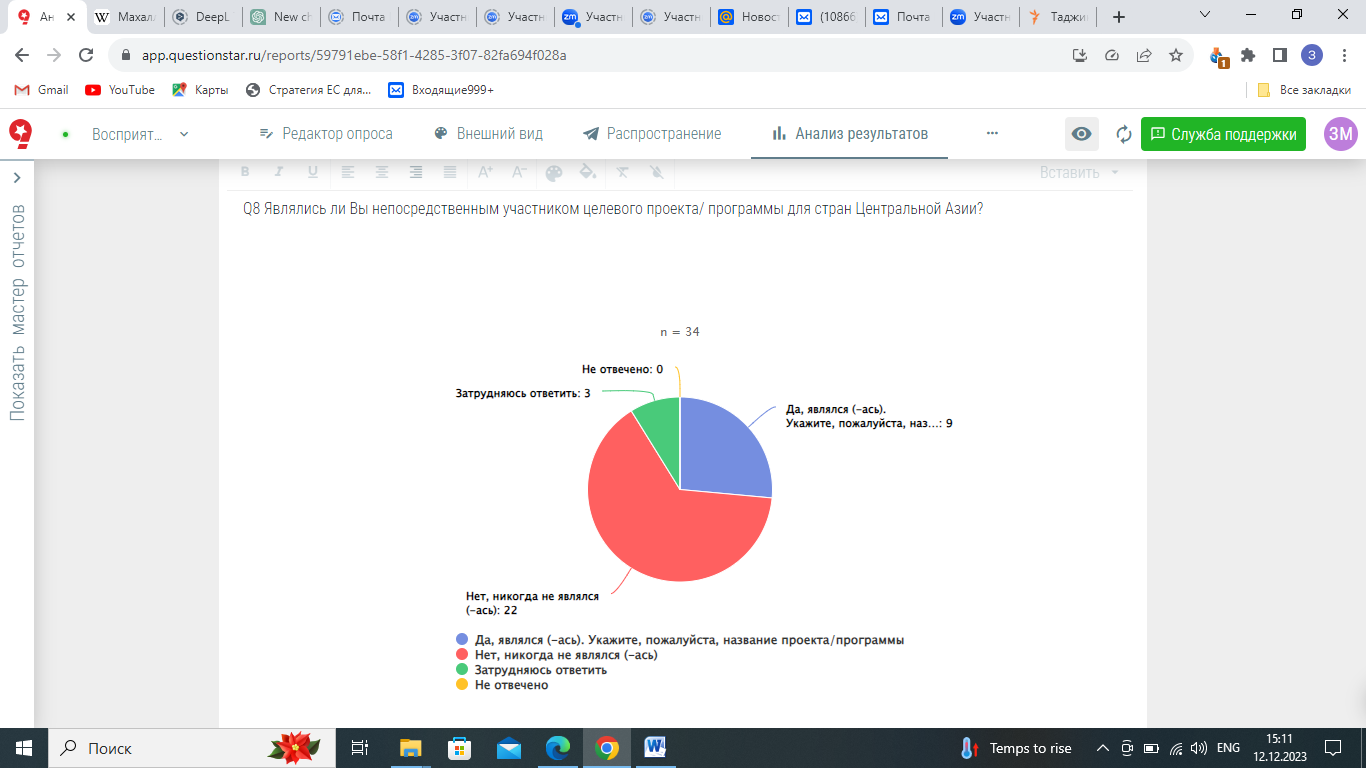 Ан
Махал
DeepL
New ch
Почта
Участн
Участн
Участн
Участн
Новост
(10866
Почта
Участн
Таджи
app.questionstar.ru/reports/59791ebe-58f1-4285-3f07-82fa694f028a
1
З
Gmail
YouTube
Карты
Стратегия ЕС для...
Входящие999+
Все закладки
Восприят...
Редактор опроса
Внешний вид
Распространение
Анализ результатов
Служба поддержки
ЗМ
Показать мастер отчетов
B I U A+ A−
Вставить
Q8 Являлись ли Вы непосредственным участником целевого проекта/ программы для стран Центральной Азии?
n = 34
Не отвечено: 0
Затрудняюсь ответить: 3
Да, являлся (-ась).
Укажите, пожалуйста, наз...: 9
Нет, никогда не являлся
(-ась): 22
Да, являлся (-ась). Укажите, пожалуйста, название проекта/программы
Нет, никогда не являлся (-ась)
Затрудняюсь ответить
Не отвечено
Поиск
Temps to rise
ENG
15:11
12.12.2023